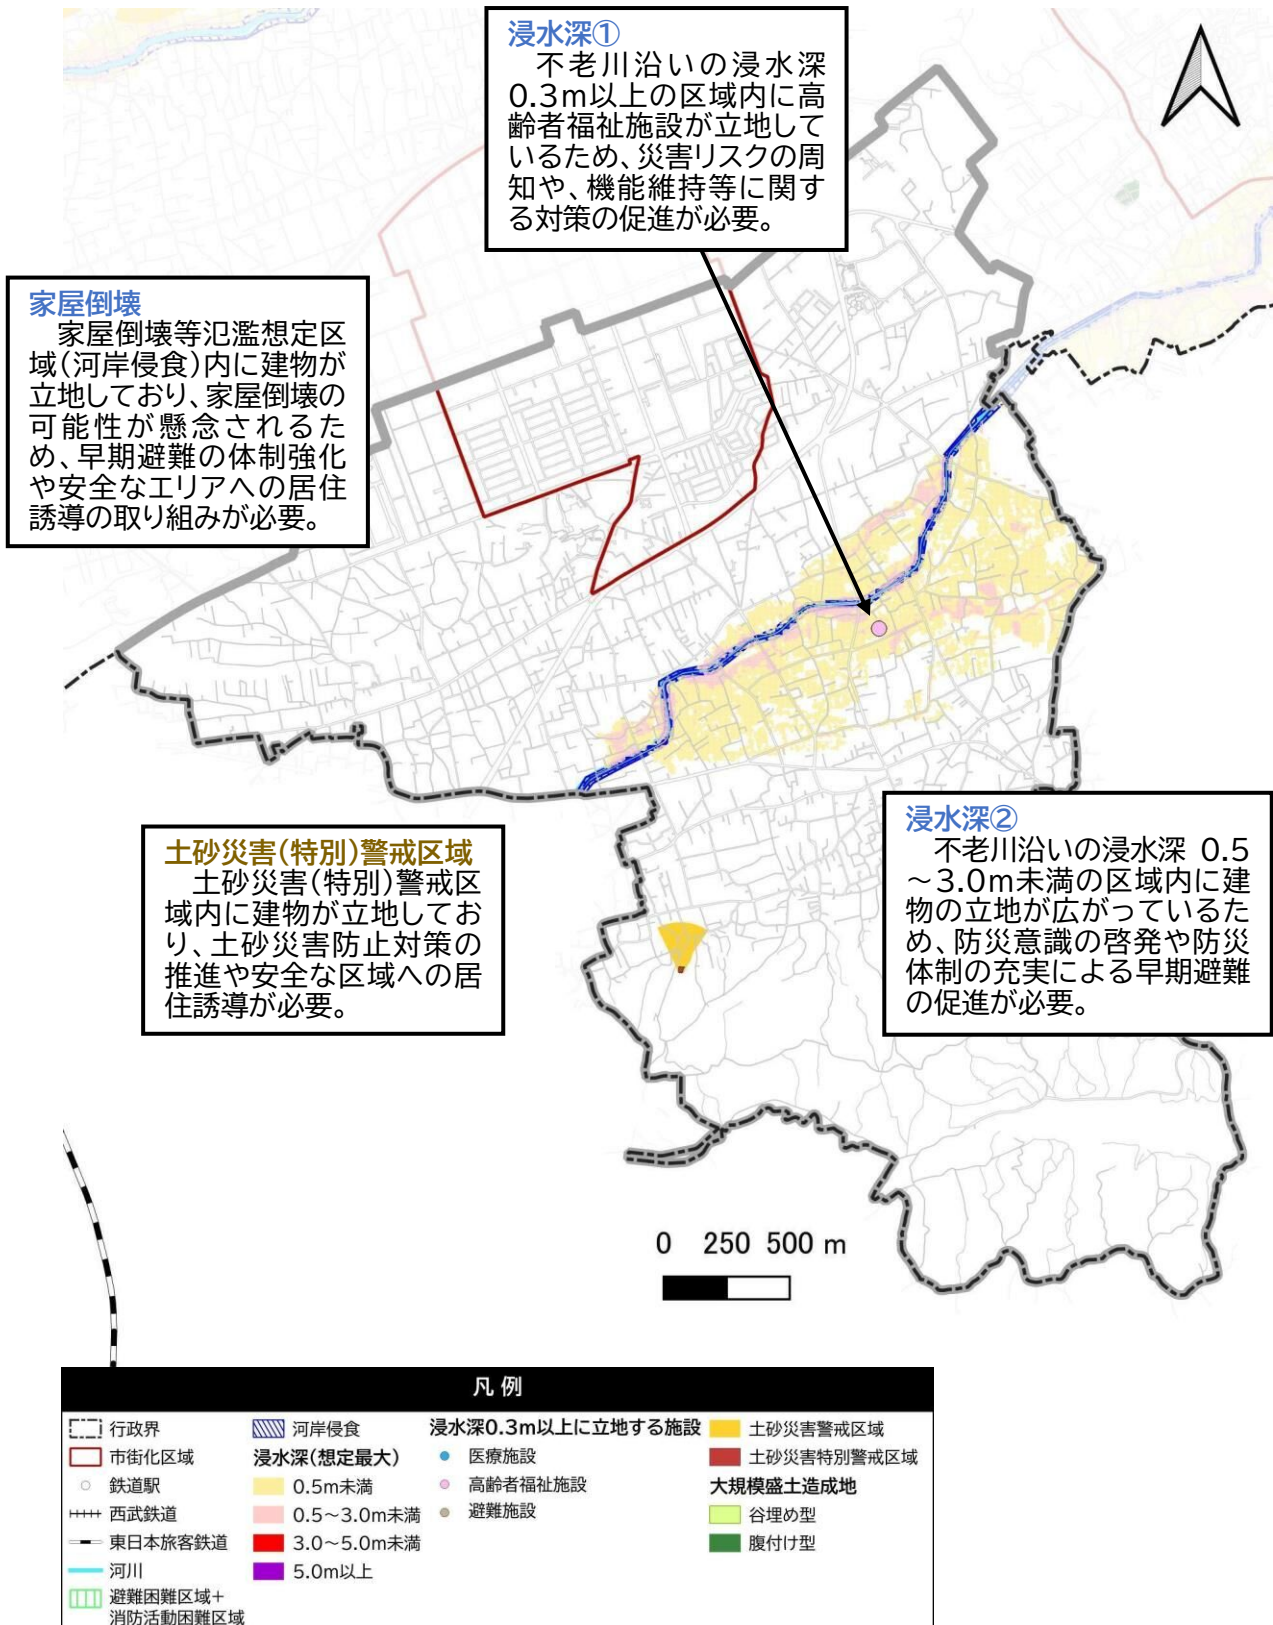 浸水深①
　不老川沿いの浸水深
0.3m以上の区域内に高
齢者福祉施設が立地して
いるため、災害リスクの周
知や、機能維持等に関す
る対策の促進が必要。
家屋倒壊
　家屋倒壊等氾濫想定区
域(河岸侵食)内に建物が
立地しており、家屋倒壊の
可能性が懸念されるた
め、早期避難の体制強化
や安全なエリアへの居住
誘導の取り組みが必要。
土砂災害(特別)警戒区域
　土砂災害(特別)警戒区
域内に建物が立地してお
り、土砂災害防止対策の
推進や安全な区域への居
住誘導が必要。
浸水深②
　不老川沿いの浸水深 0.5
～3.0m未満の区域内に建
物の立地が広がっているた
め、防災意識の啓発や防災
体制の充実による早期避難
の促進が必要。
0 250 500 m
凡例
行政界
市街化区域
鉄道駅
西武鉄道
東日本旅客鉄道
河川
避難困難区域+
消防活動困難区域
河岸侵食
浸水深(想定最大)
0.5m未満
0.5～3.0m未満
3.0～5.0m未満
5.0m以上
浸水深0.3m以上に立地する施設
医療施設
高齢者福祉施設
避難施設
土砂災害警戒区域
土砂災害特別警戒区域
大規模盛土造成地
谷埋め型
腹付け型